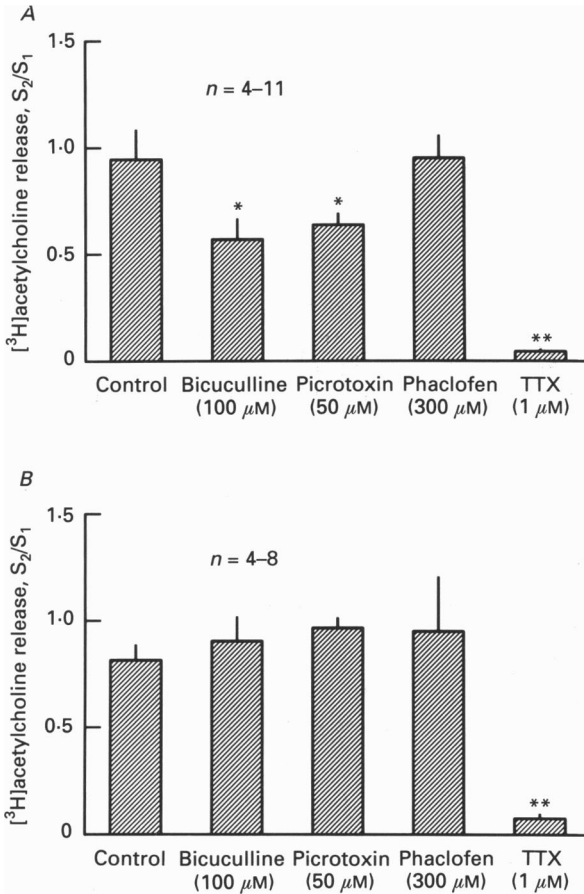 A
[³H]acetylcholine release, S₂/S₁
1·5
1·0
0·5
0
n = 4–11
*
*
**
Control Bicuculline Picrotoxin Phaclofen TTX
(100 μM) (50 μM) (300 μM) (1 μM)
B
[³H]acetylcholine release, S₂/S₁
1·5
1·0
0·5
0
n = 4–8
**
Control Bicuculline Picrotoxin Phaclofen TTX
(100 μM) (50 μM) (300 μM) (1 μM)